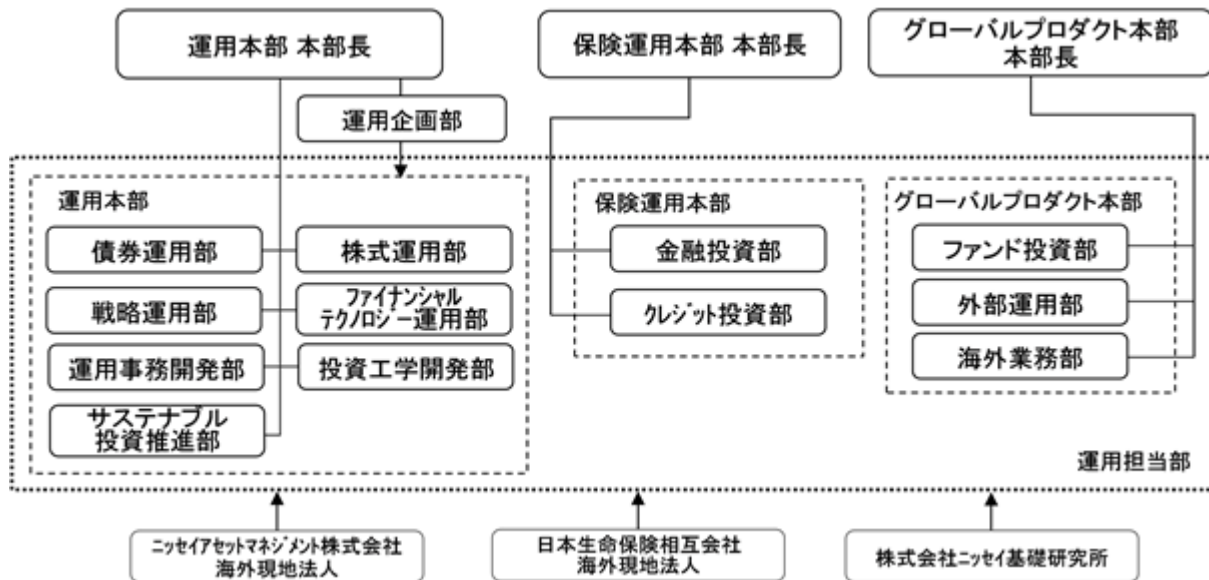 運用本部 本部長
保険運用本部 本部長
グローバルプロダクト本部
本部長
運用企画部
運用本部
債券運用部
株式運用部
戦略運用部
ファイナンシャル
テクノロジー運用部
運用事務開発部
投資工学開発部
サステナブル
投資推進部
保険運用本部
金融投資部
クレジット投資部
グローバルプロダクト本部
ファンド投資部
外部運用部
海外業務部
運用担当部
ニッセイアセットマネジメント株式会社
海外現地法人
日本生命保険相互会社
海外現地法人
株式会社ニッセイ基礎研究所